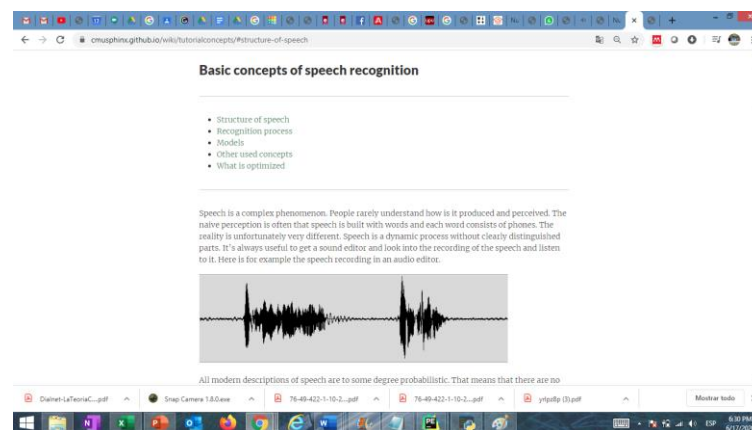 cmusphinx.github.io/wiki/tutorialconcepts/#structure-of-speech
Basic concepts of speech recognition
Structure of speech
Recognition process
Models
Other used concepts
What is optimized
Speech is a complex phenomenon. People rarely understand how is it produced and perceived. The
naive perception is often that speech is built with words and each word consists of phones. The
reality is unfortunately very different. Speech is a dynamic process without clearly distinguished
parts. It's always useful to get a sound editor and look into the recording of the speech and listen
to it. Here is for example the speech recording in an audio editor.
All modern descriptions of speech are to some degree probabilistic. That means that there are no
Dialnet-LaTeoriaC....pdf
Snap Camera 1.8.0.exe
76-49-422-1-10-2....pdf
76-49-422-1-10-2....pdf
yrlpdlp (3).pdf
Mostrar todo
ESP
6:30 PM